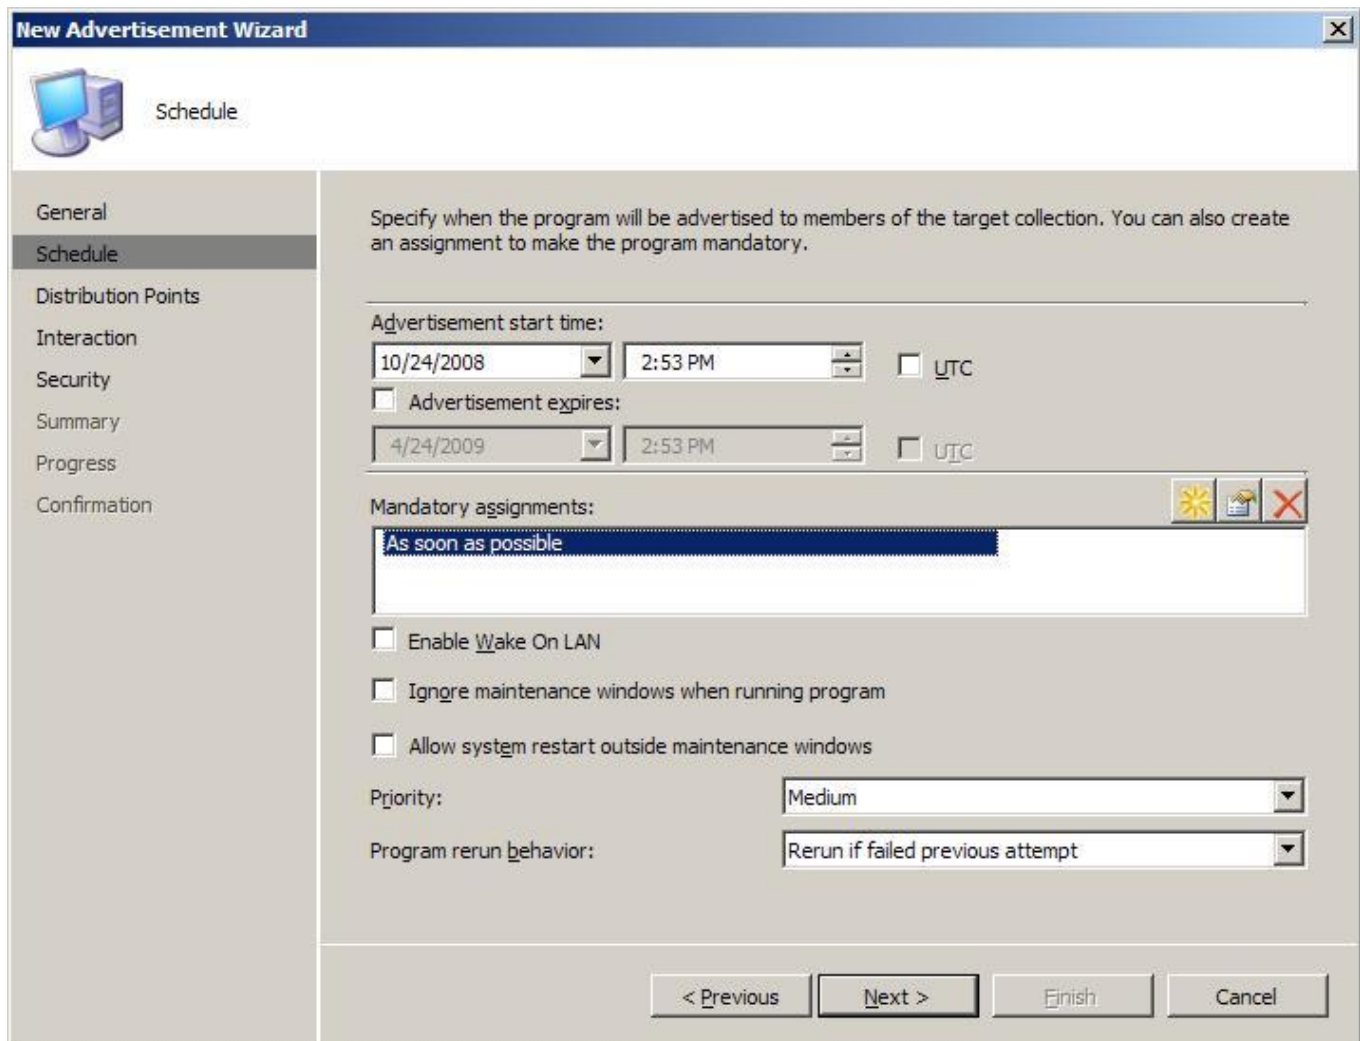 New Advertisement Wizard
Schedule
General
Schedule
Distribution Points
Interaction
Security
Summary
Progress
Confirmation
Specify when the program will be advertised to members of the target collection. You can also create
an assignment to make the program mandatory.
Advertisement start time:
10/24/2008 2:53 PM UTC
Advertisement expires:
4/24/2009 2:53 PM UTC
Mandatory assignments:
As soon as possible
Enable Wake On LAN
Ignore maintenance windows when running program
Allow system restart outside maintenance windows
Priority: Medium
Program rerun behavior: Rerun if failed previous attempt
< Previous Next > Finish Cancel